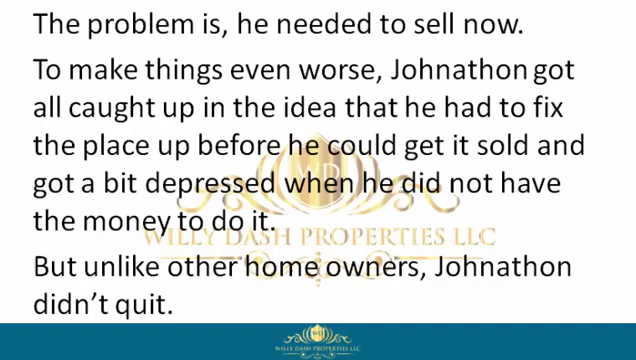 The problem is, he needed to sell now.
To make things even worse, Johnathon got
all caught up in the idea that he had to fix
the place up before he could get it sold and
got a bit depressed when he did not have
the money to do it.
WILLY DASH PROPERTIES LLC
But unlike other home owners, Johnathon
didn't quit.
WILLY DASH PROPERTIES LLC